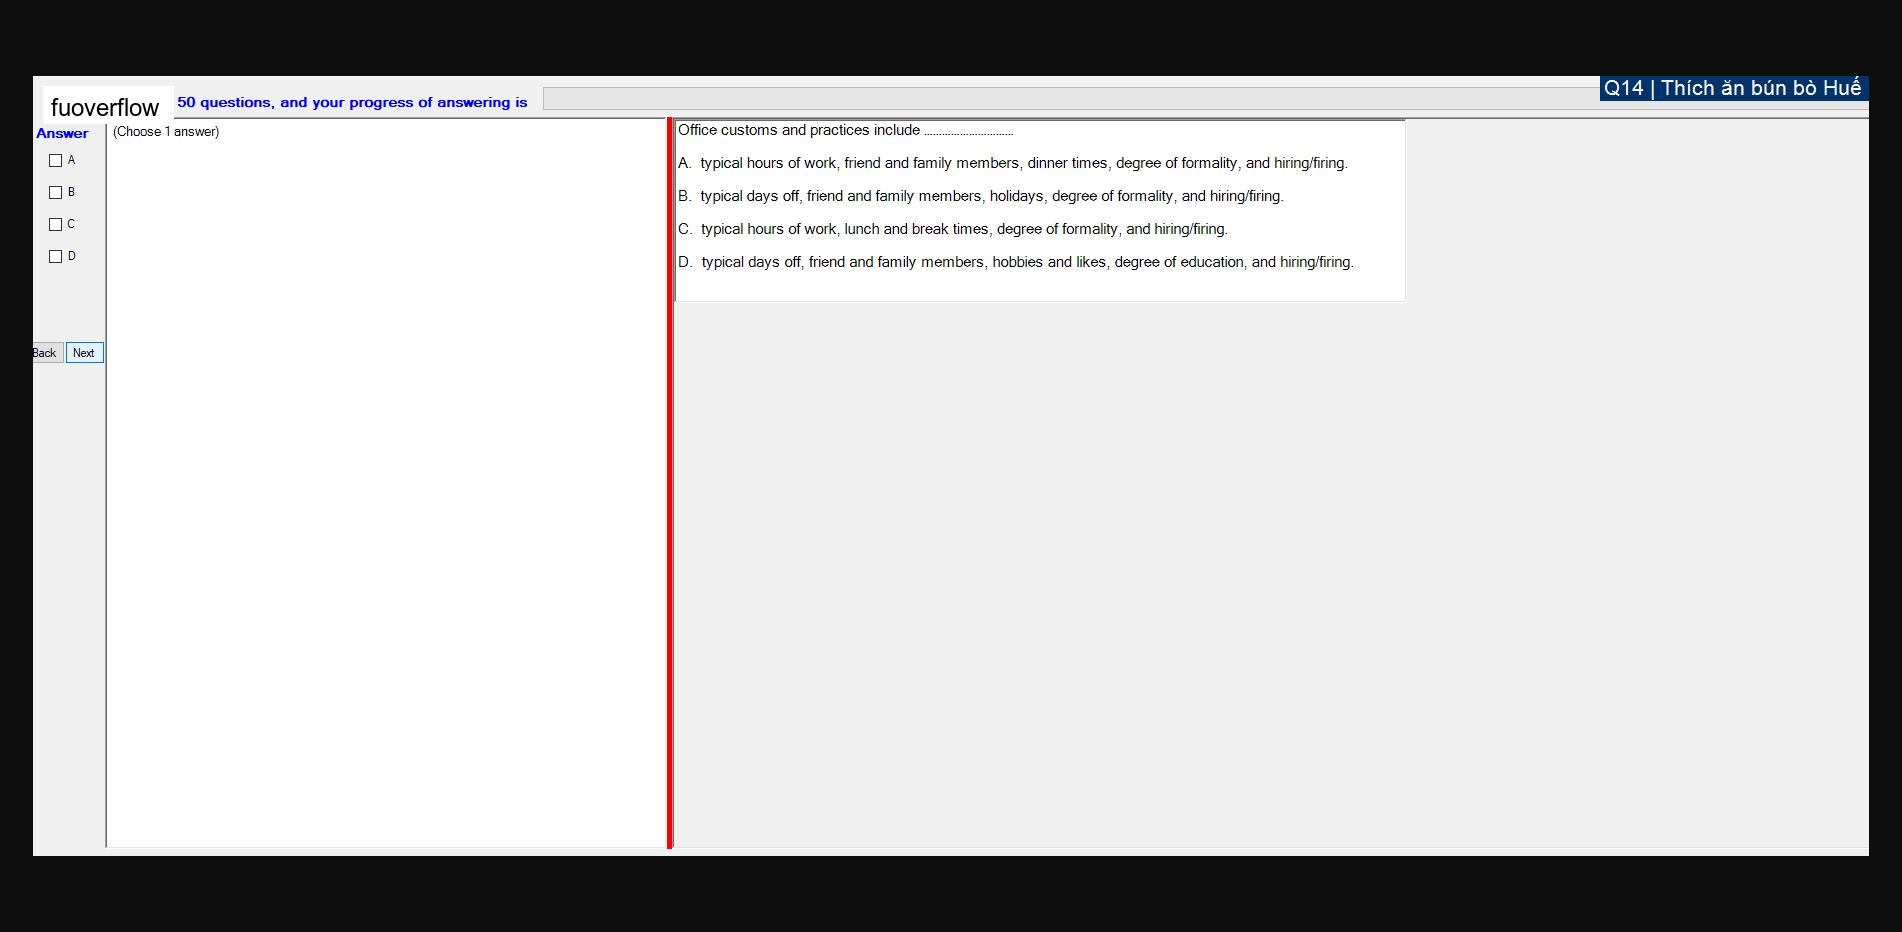 Q14 | Thích ăn bún bò Huế
fuoverflow
50 questions, and your progress of answering is
Answer
(Choose 1 answer)
A
B
C
D
Back
Next
Office customs and practices include ..............................
A. typical hours of work, friend and family members, dinner times, degree of formality, and hiring/firing.
B. typical days off, friend and family members, holidays, degree of formality, and hiring/firing.
C. typical hours of work, lunch and break times, degree of formality, and hiring/firing.
D. typical days off, friend and family members, hobbies and likes, degree of education, and hiring/firing.